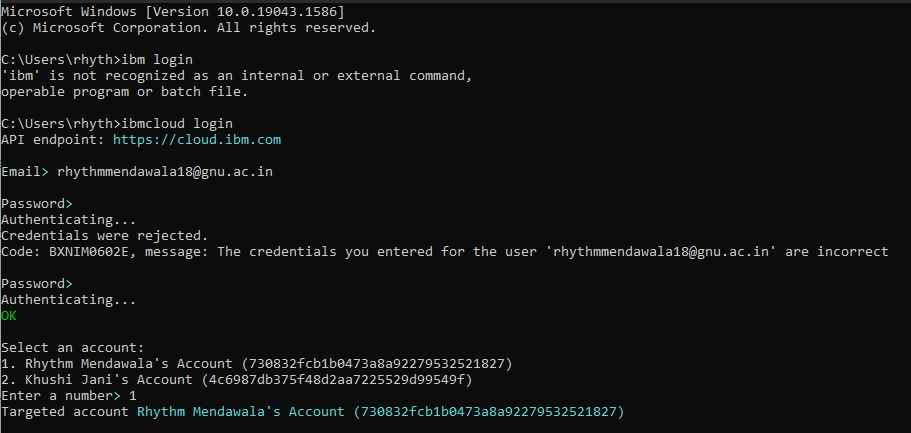 Microsoft Windows [Version 10.0.19043.1586]
(c) Microsoft Corporation. All rights reserved.
C:\Users\rhyth>ibm login
'ibm' is not recognized as an internal or external command,
operable program or batch file.
C:\Users\rhyth>ibmcloud login
API endpoint: https://cloud.ibm.com
Email> rhythmmendawala18@gnu.ac.in
Password>
Authenticating...
Credentials were rejected.
Code: BXNIM0602E, message: The credentials you entered for the user 'rhythmmendawala18@gnu.ac.in' are incorrect
Password>
Authenticating...
OK
Select an account:
1. Rhythm Mendawala's Account (730832fcb1b0473a8a92279532521827)
2. Khushi Jani's Account (4c6987db375f48d2aa7225529d99549f)
Enter a number> 1
Targeted account Rhythm Mendawala's Account (730832fcb1b0473a8a92279532521827)